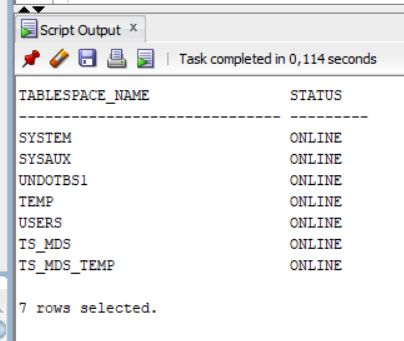 Script Output x
Task completed in 0,114 seconds
TABLESPACE_NAME                STATUS
------------------------------ ---------
SYSTEM                         ONLINE
SYSAUX                         ONLINE
UNDOTBS1                       ONLINE
TEMP                           ONLINE
USERS                          ONLINE
TS_MDS                         ONLINE
TS_MDS_TEMP                    ONLINE
7 rows selected.